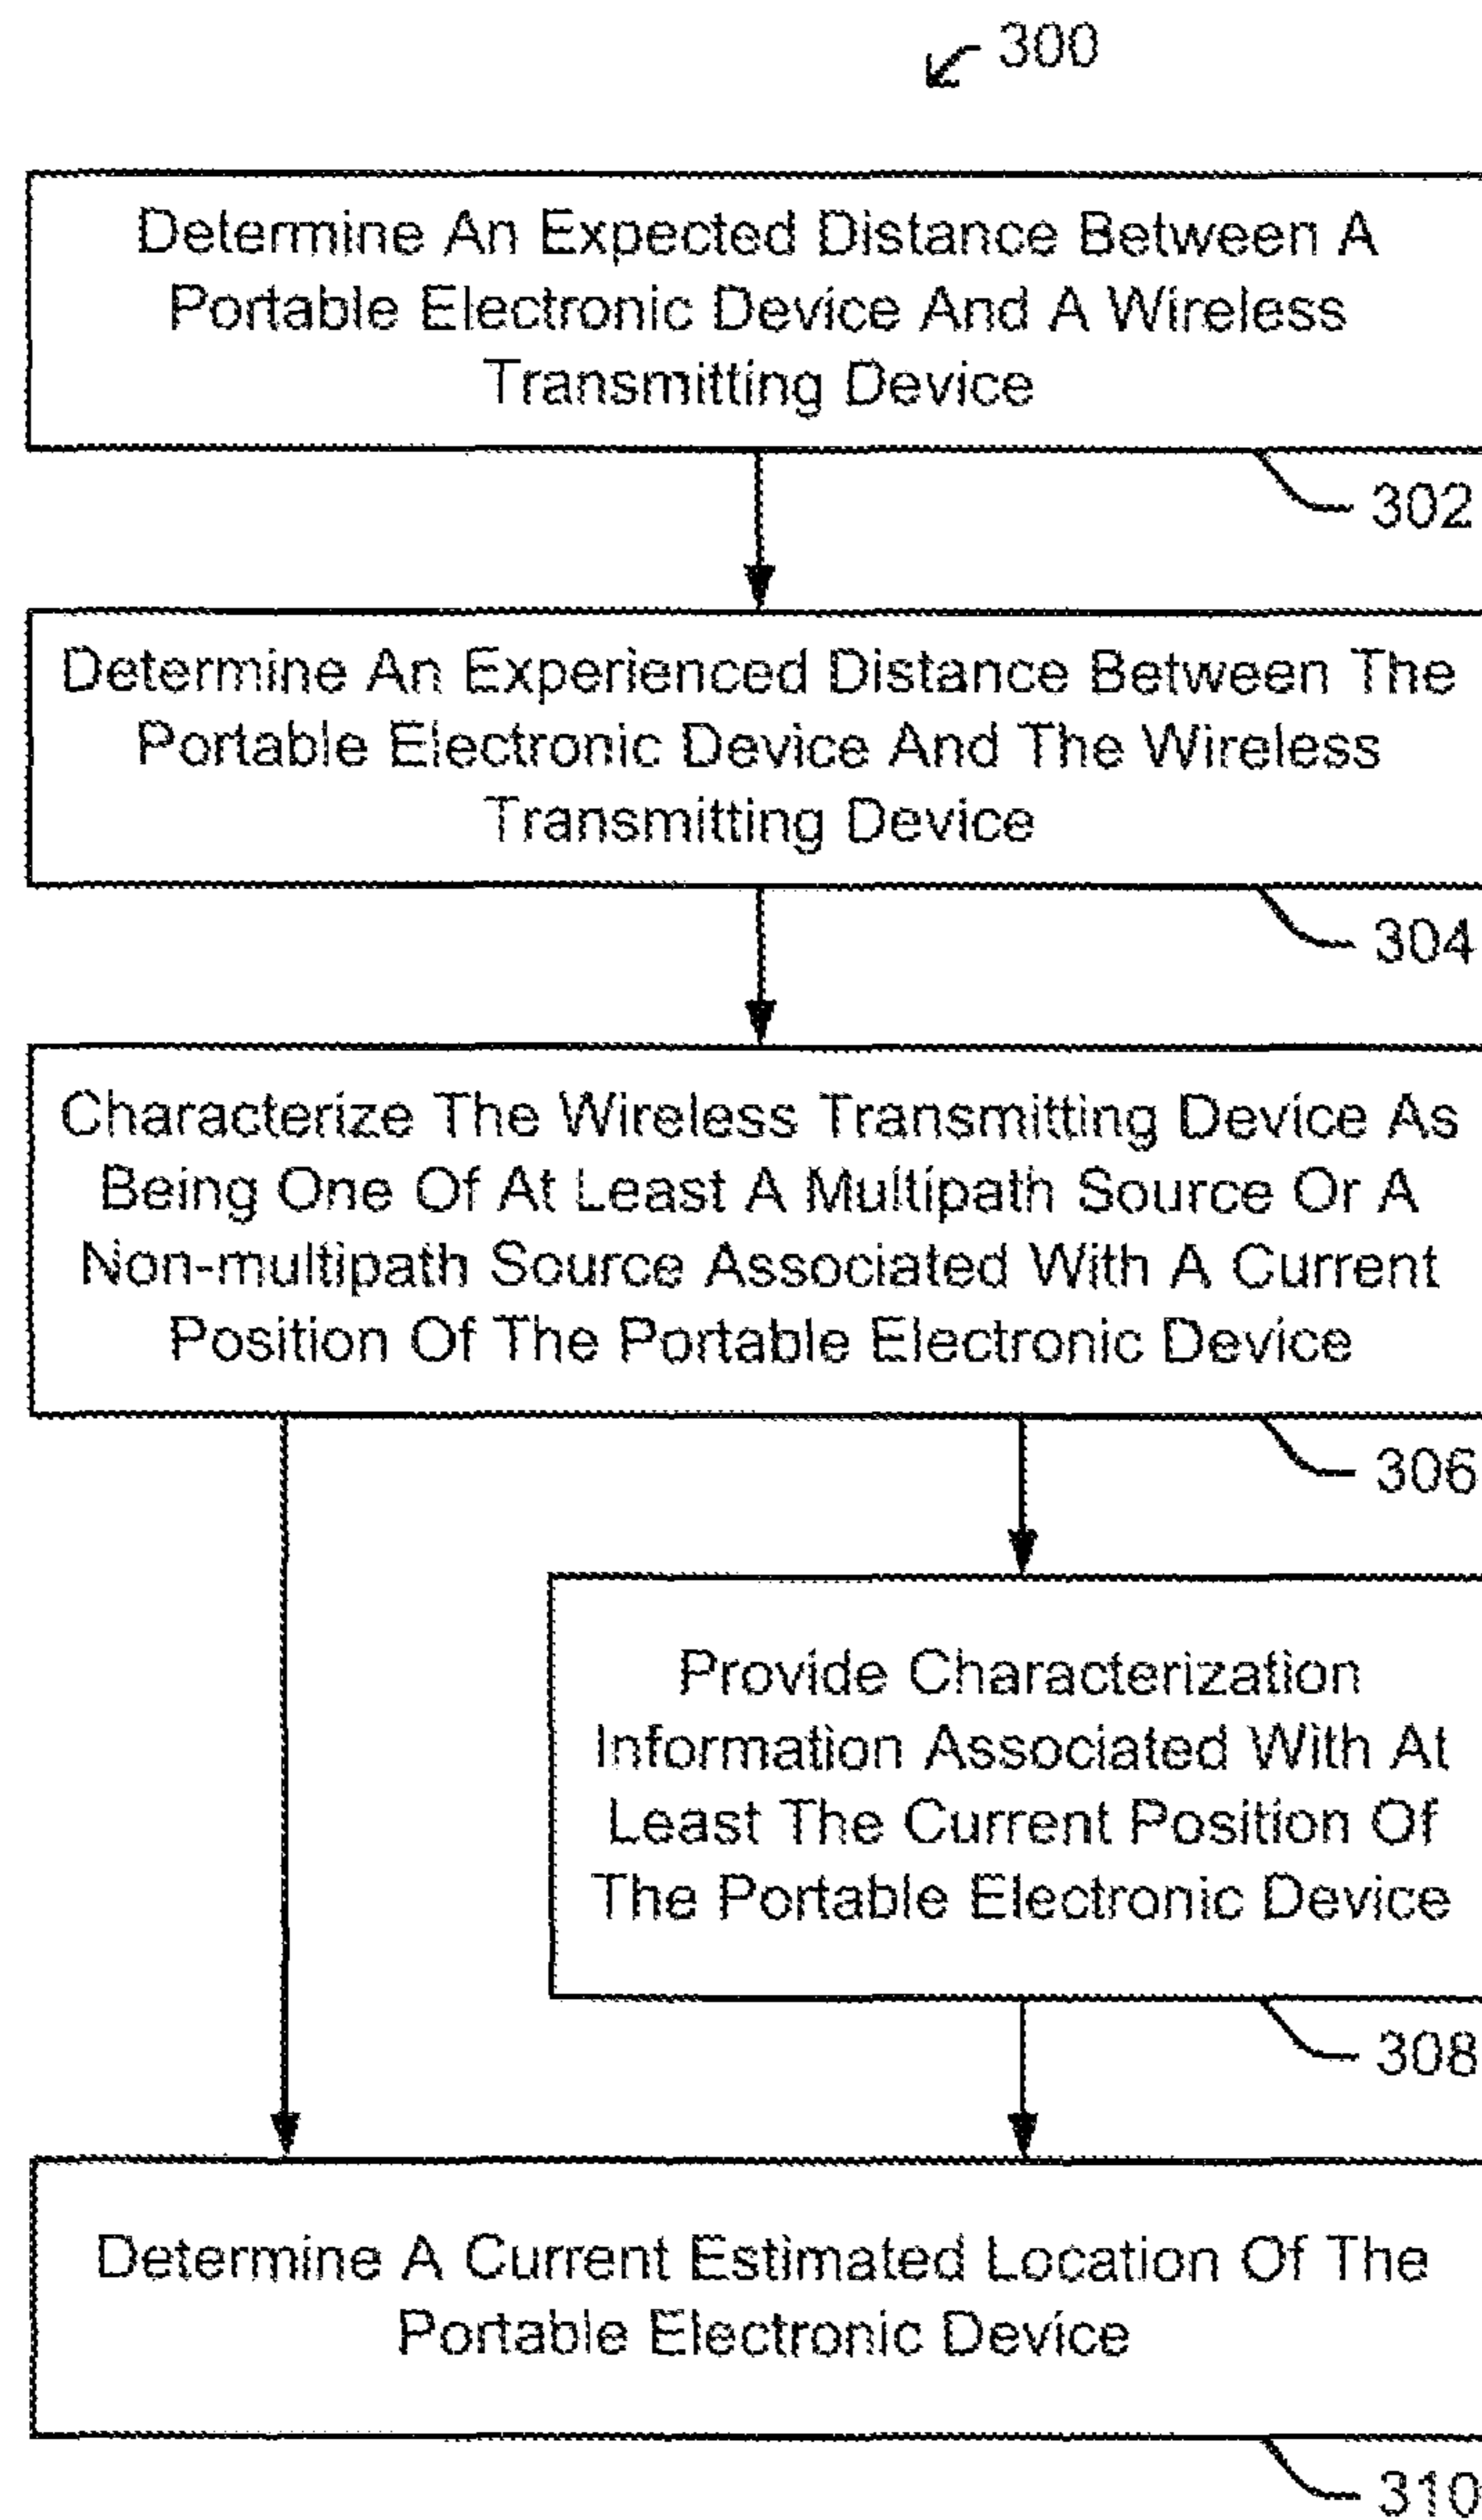 300
Determine An Expected Distance Between A
Portable Electronic Device And A Wireless
Transmitting Device
302
Determine An Experienced Distance Between The
Portable Electronic Device And The Wireless
Transmitting Device
304
Characterize The Wireless Transmitting Device As
Being One Of At Least A Multipath Source Or A
Non-multipath Source Associated With A Current
Position Of The Portable Electronic Device
306
Provide Characterization
Information Associated With At
Least The Current Position Of
The Portable Electronic Device
308
Determine A Current Estimated Location Of The
Portable Electronic Device
310